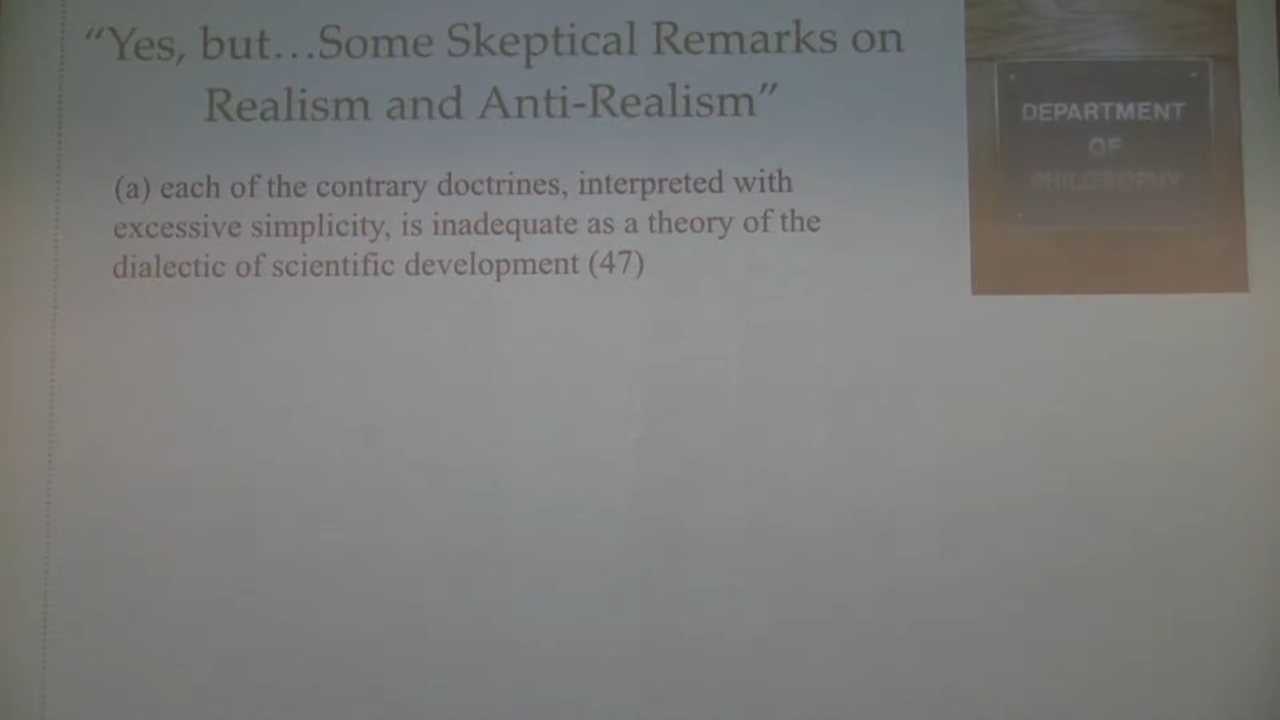 “Yes, but…Some Skeptical Remarks on
Realism and Anti-Realism”
(a) each of the contrary doctrines, interpreted with
excessive simplicity, is inadequate as a theory of the
dialectic of scientific development (47)
DEPARTMENT
OF
PHILOSOPHY